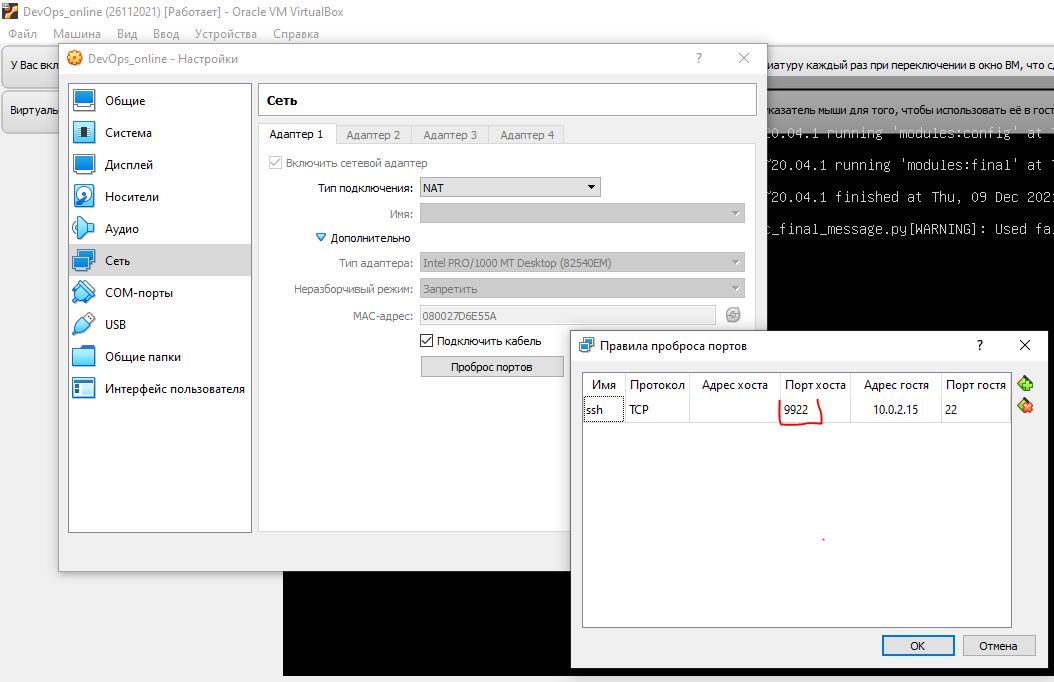 DevOps_online (26112021) [Работает] - Oracle VM VirtualBox
Файл Машина Вид Ввод Устройства Справка
У Вас вкл
иатуру каждый раз при переключении в окно ВМ, что с
Виртуаль
казатель мыши для того, чтобы использовать её в гост
DevOps_online - Настройки
?
Общие
Система
Дисплей
Носители
Аудио
Сеть
COM-порты
USB
Общие папки
Интерфейс пользователя
Сеть
Адаптер 1 Адаптер 2 Адаптер 3 Адаптер 4
Включить сетевой адаптер
Тип подключения: NAT
Имя:
Дополнительно
Тип адаптера: Intel PRO/1000 MT Desktop (82540EM)
Неразборчивый режим: Запретить
MAC-адрес: 080027D6E55A
Подключить кабель
Проброс портов
20.04.1 running 'modules:config' at
~20.04.1 running 'modules:final' at T
~20.04.1 finished at Thu, 09 Dec 2021
c_final_message.py[WARNING]: Used fal
Правила проброса портов
?
Имя Протокол Адрес хоста Порт хоста Адрес гостя Порт гостя
ssh TCP 9922 10.0.2.15 22
OK Отмена